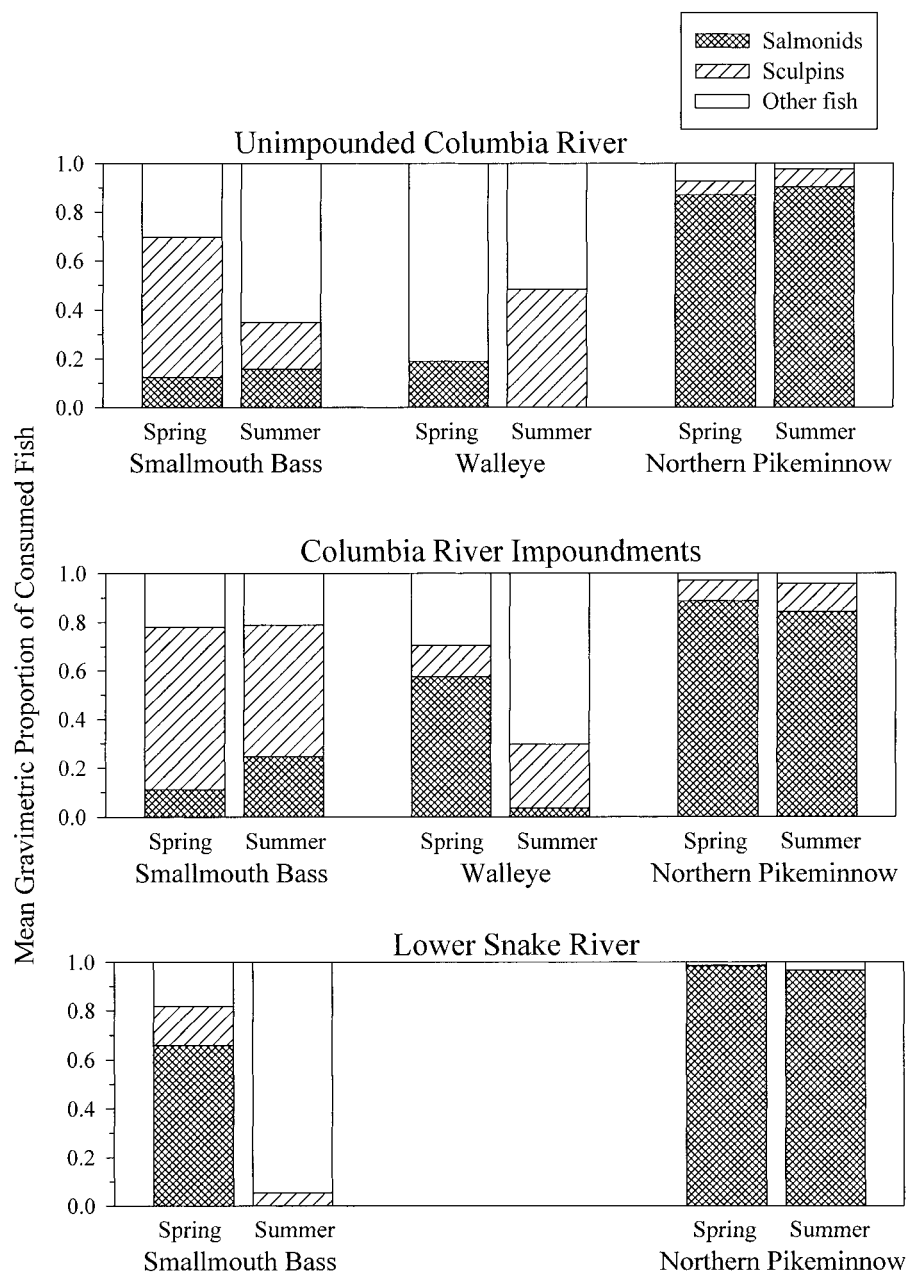 Salmonids
Sculpins
Other fish
Mean Gravimetric Proportion of Consumed Fish
Unimpounded Columbia River
1.0
0.8
0.6
0.4
0.2
0.0
Spring Summer Spring Summer Spring Summer
Smallmouth Bass Walleye Northern Pikeminnow
Columbia River Impoundments
1.0
0.8
0.6
0.4
0.2
0.0
Spring Summer Spring Summer Spring Summer
Smallmouth Bass Walleye Northern Pikeminnow
Lower Snake River
1.0
0.8
0.6
0.4
0.2
0.0
Spring Summer Spring Summer
Smallmouth Bass Northern Pikeminnow